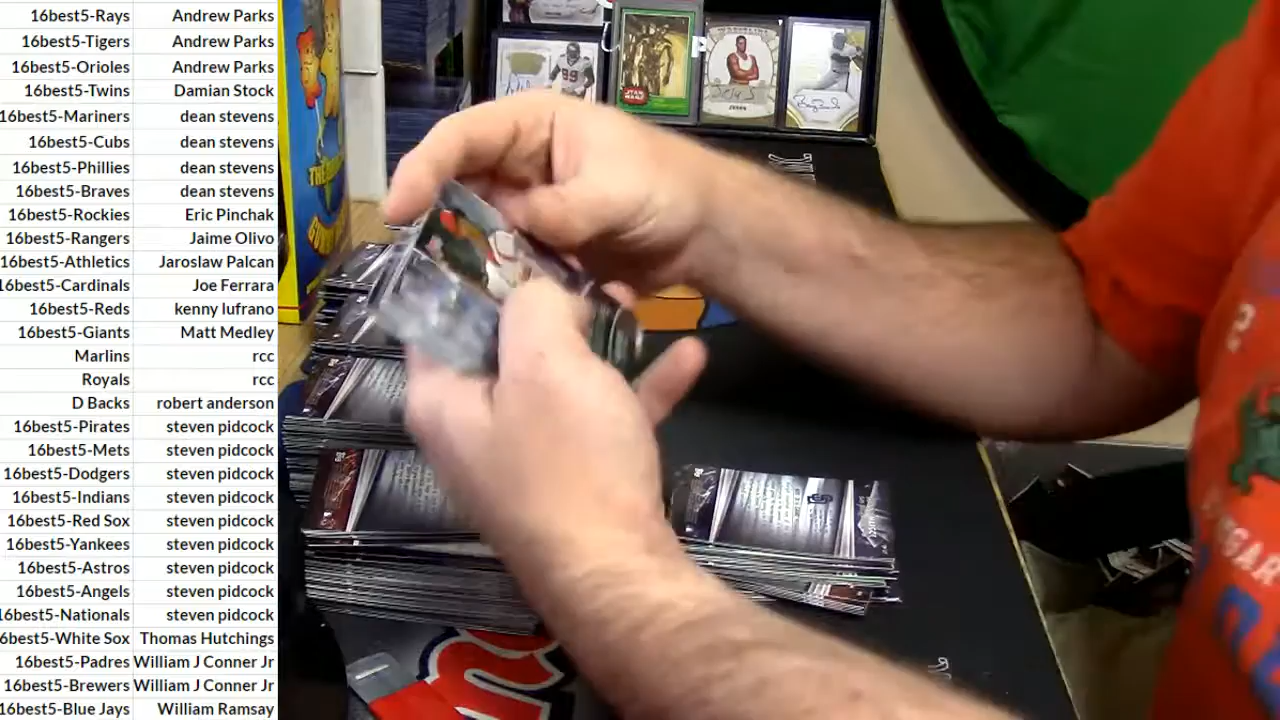 16best5-Rays Andrew Parks
16best5-Tigers Andrew Parks
16best5-Orioles Andrew Parks
16best5-Twins Damian Stock
16best5-Mariners dean stevens
16best5-Cubs dean stevens
16best5-Phillies dean stevens
16best5-Braves dean stevens
16best5-Rockies Eric Pinchak
16best5-Rangers Jaime Olivo
16best5-Athletics Jaroslaw Palcan
16best5-Cardinals Joe Ferrara
16best5-Reds kenny lufrano
16best5-Giants Matt Medley
Marlins rcc
Royals rcc
D Backs robert anderson
16best5-Pirates steven pidcock
16best5-Mets steven pidcock
16best5-Dodgers steven pidcock
16best5-Indians steven pidcock
16best5-Red Sox steven pidcock
16best5-Yankees steven pidcock
16best5-Astros steven pidcock
16best5-Angels steven pidcock
16best5-Nationals steven pidcock
6best5-White Sox Thomas Hutchings
16best5-Padres William J Conner Jr
16best5-Brewers William J Conner Jr
16best5-Blue Jays William Ramsay
STAR WARS
99